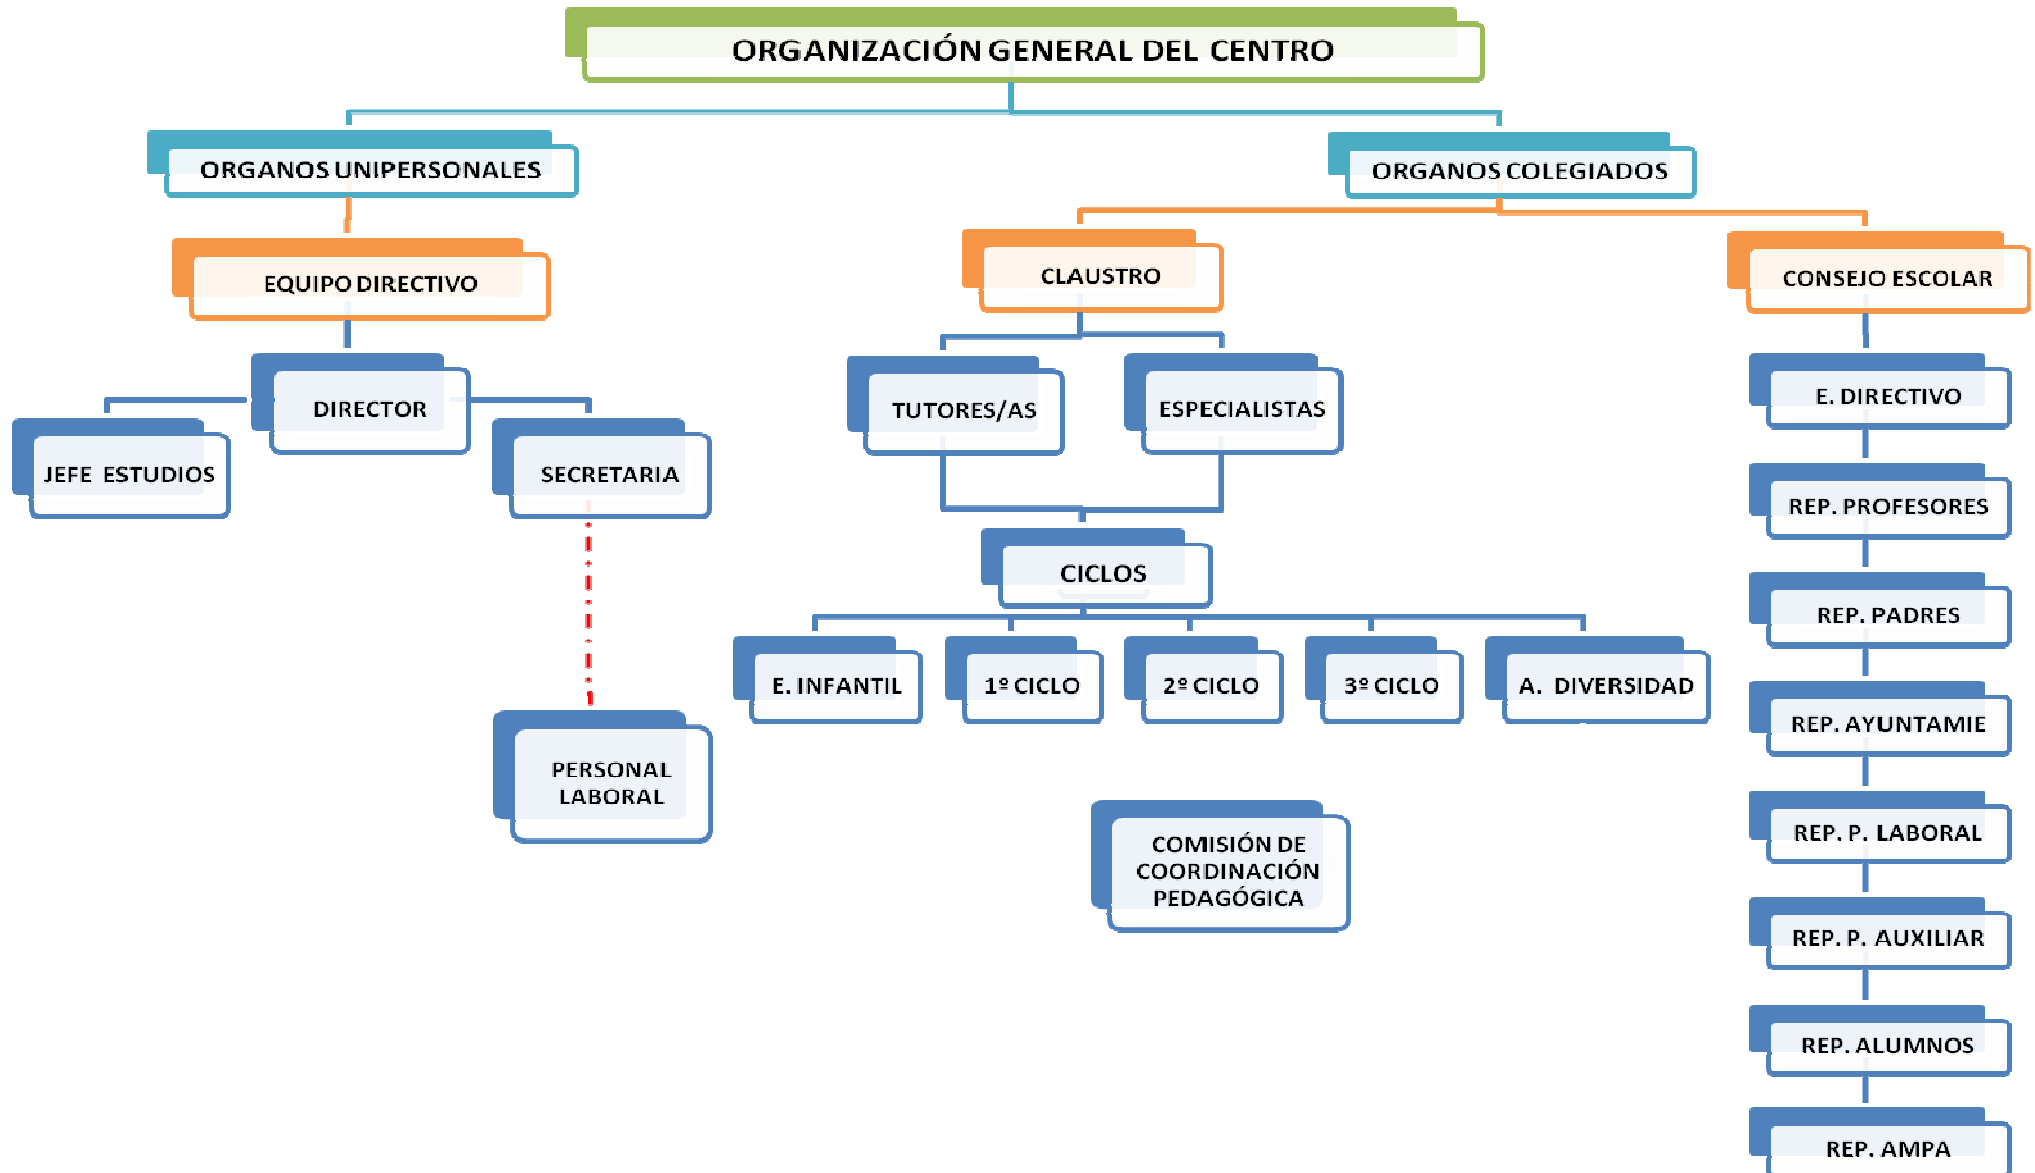 ORGANIZACIÓN GENERAL DEL CENTRO
ORGANOS UNIPERSONALES
ORGANOS COLEGIADOS
EQUIPO DIRECTIVO
CLAUSTRO
CONSEJO ESCOLAR
DIRECTOR
JEFE ESTUDIOS
SECRETARIA
PERSONAL
LABORAL
TUTORES/AS
ESPECIALISTAS
CICLOS
E. INFANTIL
1º CICLO
2º CICLO
3º CICLO
A. DIVERSIDAD
COMISIÓN DE
COORDINACIÓN
PEDAGÓGICA
E. DIRECTIVO
REP. PROFESORES
REP. PADRES
REP. AYUNTAMIE
REP. P. LABORAL
REP. P. AUXILIAR
REP. ALUMNOS
REP. AMPA